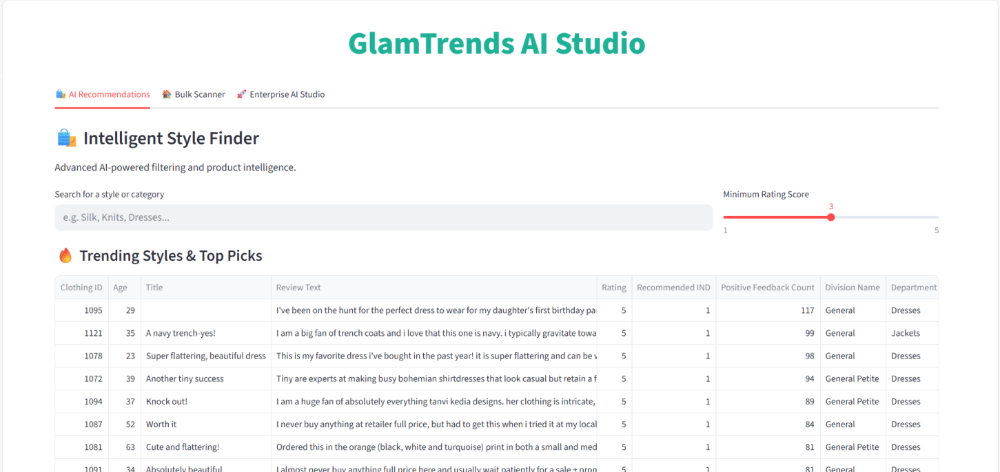 GlamTrends AI Studio
AI Recommendations Bulk Scanner Enterprise AI Studio
Intelligent Style Finder
Advanced AI-powered filtering and product intelligence.
Search for a style or category Minimum Rating Score
3
e.g. Silk, Knits, Dresses...
1 5
Trending Styles & Top Picks
Clothing ID Age Title Review Text Rating Recommended IND Positive Feedback Count Division Name Department
1095 29 I've been on the hunt for the perfect dress to wear for my daughter's first birthday pa 5 1 117 General Dresses
1121 35 A navy trench-yes! I am a big fan of trench coats and i love that this one is navy. i typically gravitate towa 5 1 99 General Jackets
1078 23 Super flattering, beautiful dress This is my favorite dress i've bought in the past year! it is super flattering and can be 5 1 98 General Dresses
1072 39 Another tiny success Tiny are experts at making busy bohemian shirtdresses that look casual but retain a f 5 1 94 General Petite Dresses
1094 37 Knock out! I am a huge fan of absolutely everything tanvi kedia designs. her clothing is intricate, 5 1 89 General Petite Dresses
1087 52 Worth it I never buy anything at retailer full price, but had to get this when i tried it at my local 5 1 84 General Dresses
1081 63 Cute and flattering! Ordered this in the orange (black, white and turquoise) print in both a small and med 5 1 81 General Petite Dresses
1091 34 Absolutely beautiful I almost never buy anything full price here and usually wait patiently for a sale + pron 5 1 81 General Dresses